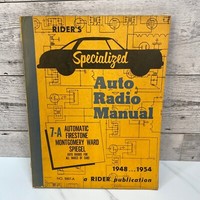 RIDER'S
Specialized
Auto
Radio
Manual
7-A
AUTOMATIC
FIRESTONE
MONTGOMERY WARD
SPIEGEL
1948...1954
a RIDER publication